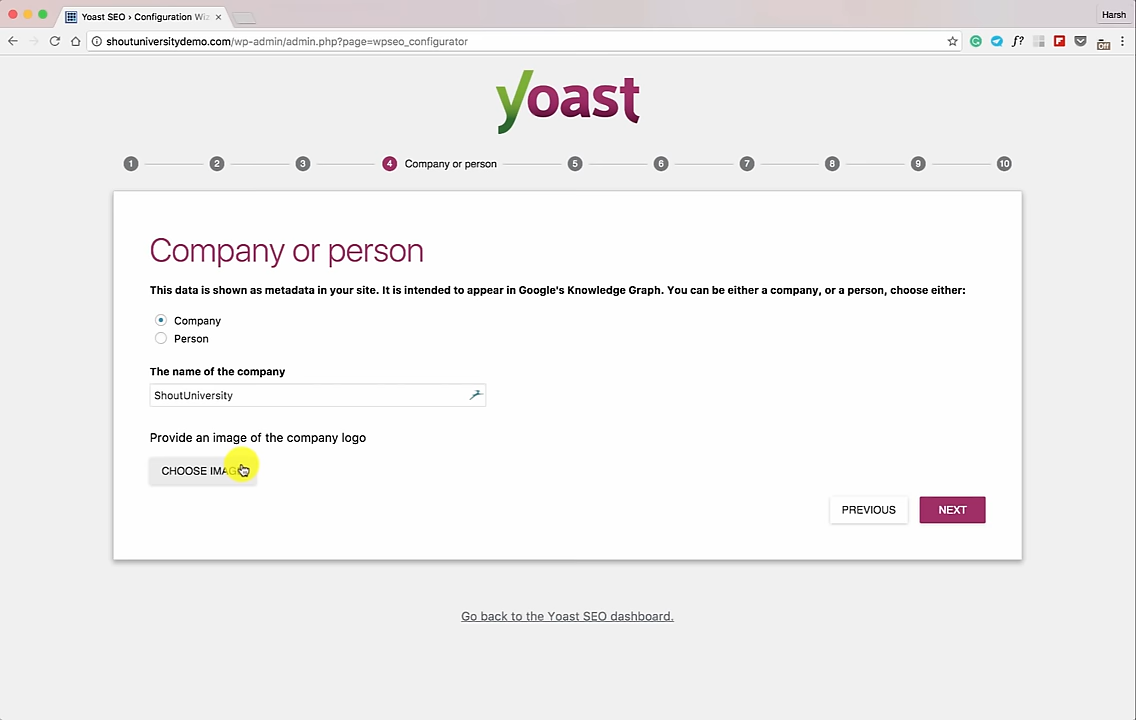 Yoast SEO › Configuration Wiz
Harsh
shoutuniversitydemo.com/wp-admin/admin.php?page=wpseo_configurator
f?
Off
yoast
1 2 3 4 Company or person 5 6 7 8 9 10
Company or person
This data is shown as metadata in your site. It is intended to appear in Google's Knowledge Graph. You can be either a company, or a person, choose either:
Company
Person
The name of the company
ShoutUniversity
Provide an image of the company logo
CHOOSE IMAGE
PREVIOUS NEXT
Go back to the Yoast SEO dashboard.